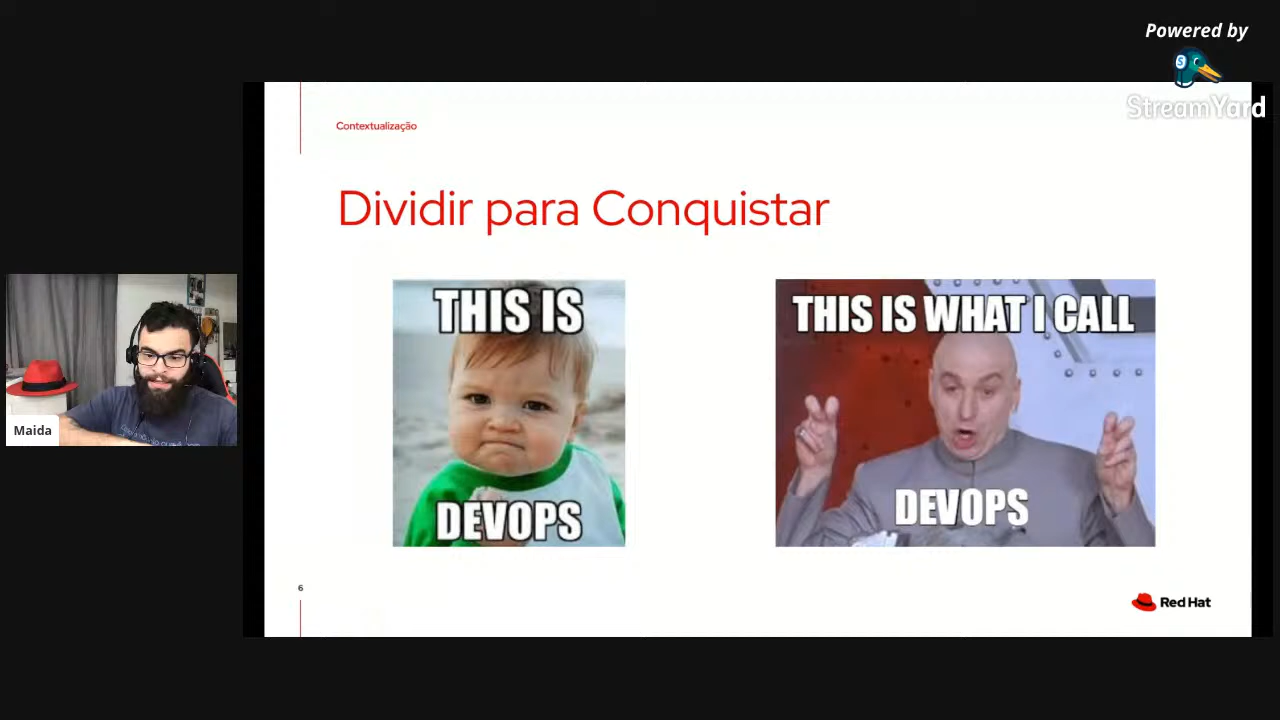 Powered by
StreamYard
Contextualização
Dividir para Conquistar
THIS IS
DEVOPS
THIS IS WHAT I CALL
DEVOPS
Maida
6
Red Hat